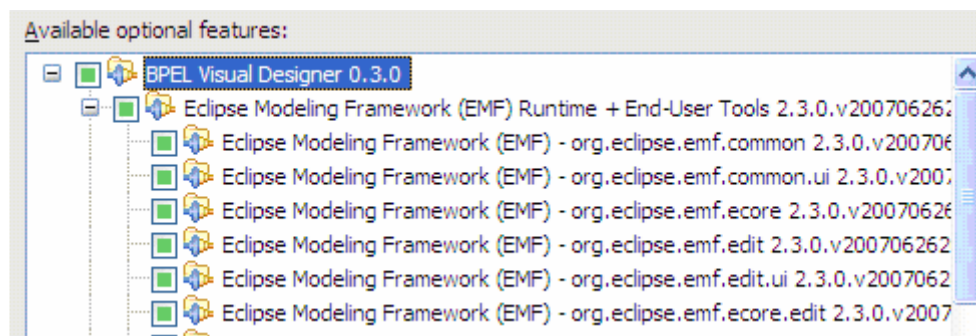 Available optional features:
BPEL Visual Designer 0.3.0
Eclipse Modeling Framework (EMF) Runtime + End-User Tools 2.3.0.v200706262
Eclipse Modeling Framework (EMF) - org.eclipse.emf.common 2.3.0.v200706
Eclipse Modeling Framework (EMF) - org.eclipse.emf.common.ui 2.3.0.v2007
Eclipse Modeling Framework (EMF) - org.eclipse.emf.ecore 2.3.0.v20070626
Eclipse Modeling Framework (EMF) - org.eclipse.emf.edit 2.3.0.v200706262
Eclipse Modeling Framework (EMF) - org.eclipse.emf.edit.ui 2.3.0.v2007062
Eclipse Modeling Framework (EMF) - org.eclipse.emf.ecore.edit 2.3.0.v2007